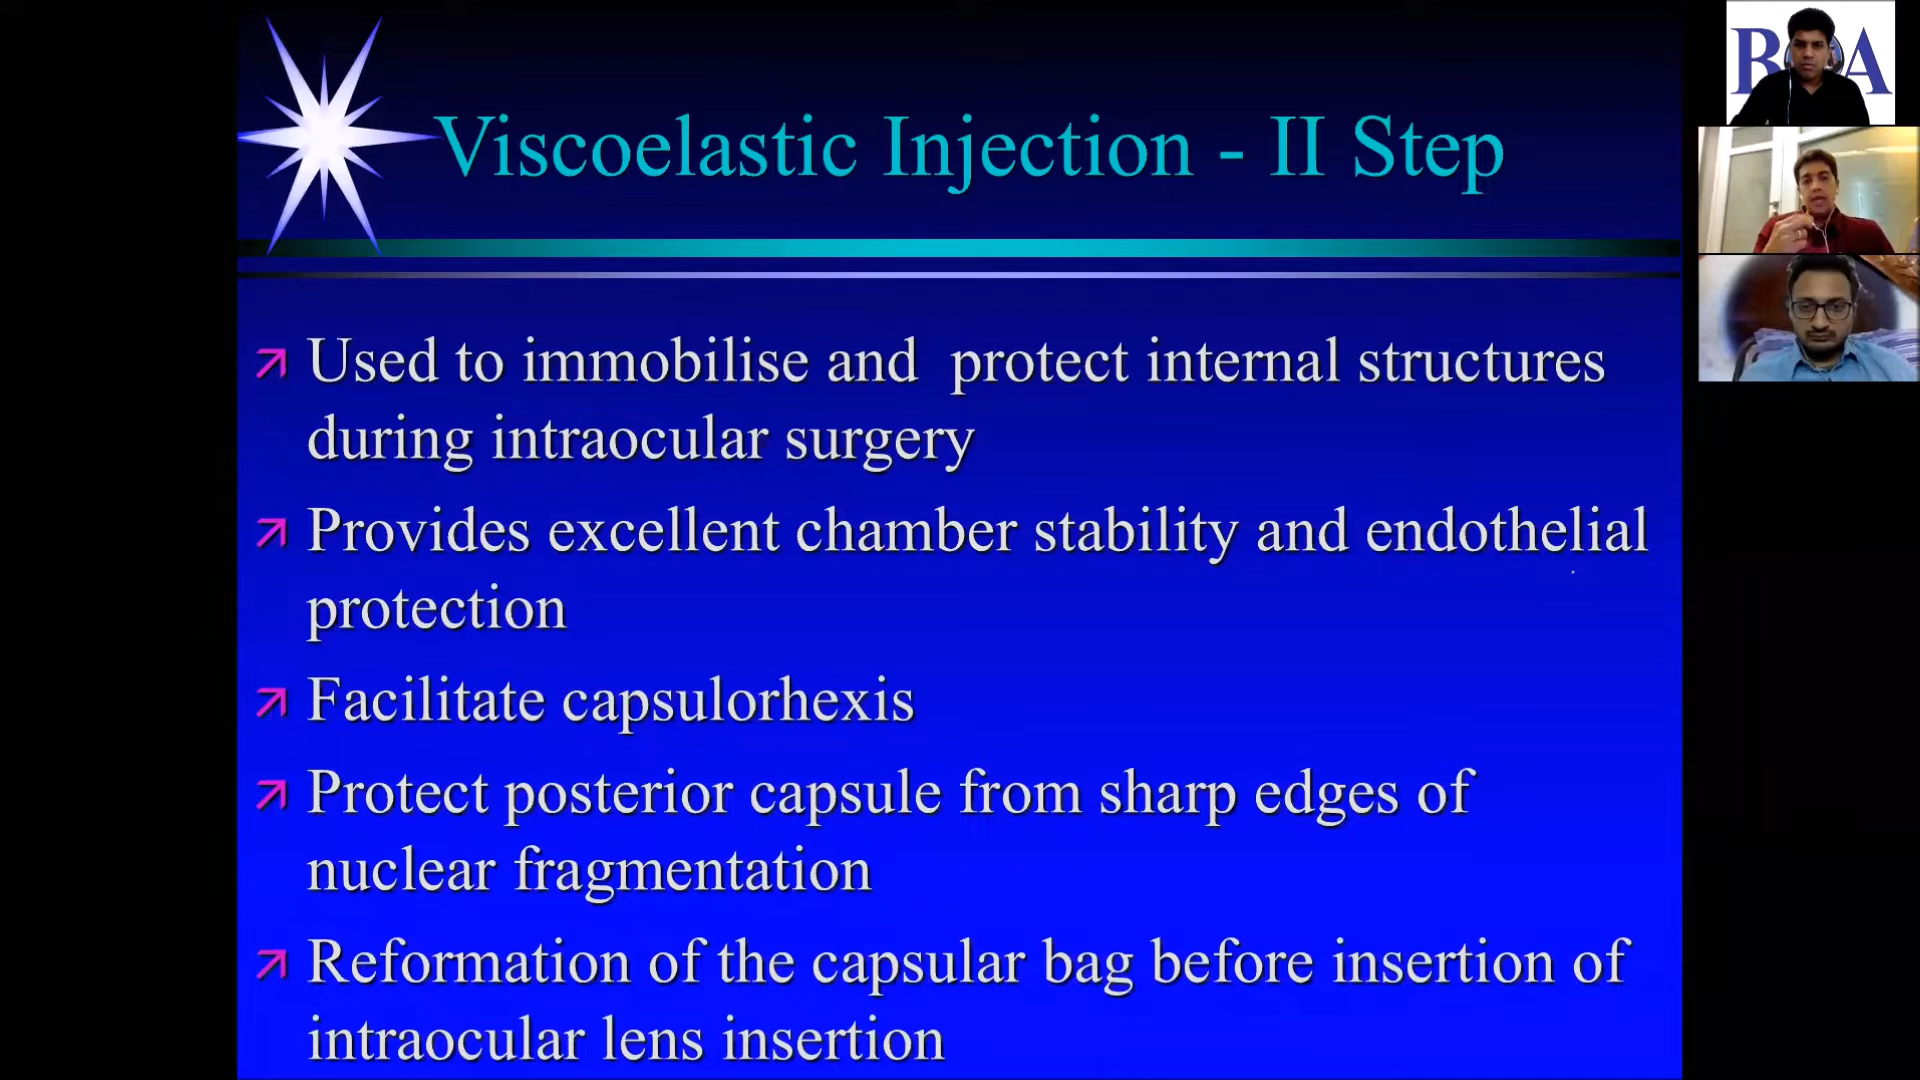 Viscoelastic Injection - II Step
Used to immobilise and protect internal structures
during intraocular surgery
Provides excellent chamber stability and endothelial
protection
Facilitate capsulorhexis
Protect posterior capsule from sharp edges of
nuclear fragmentation
Reformation of the capsular bag before insertion of
intraocular lens insertion